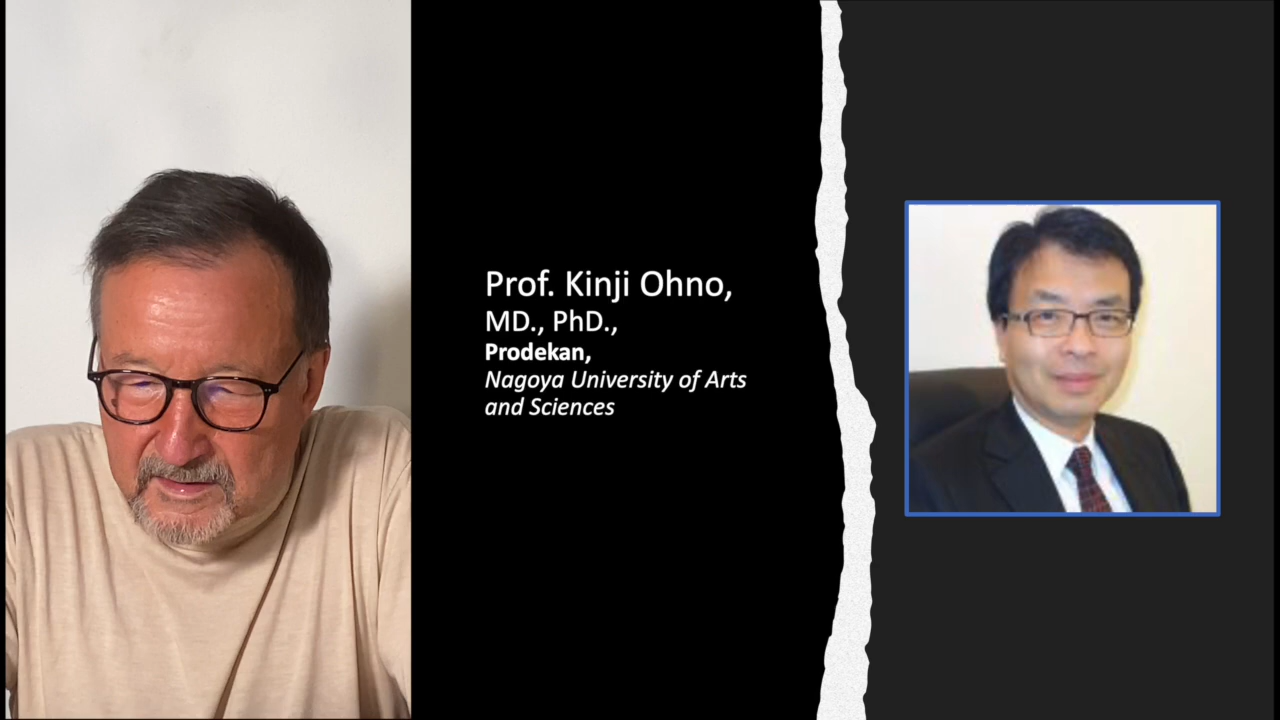 Prof. Kinji Ohno,
MD., PhD.,
Prodekan,
Nagoya University of Arts
and Sciences